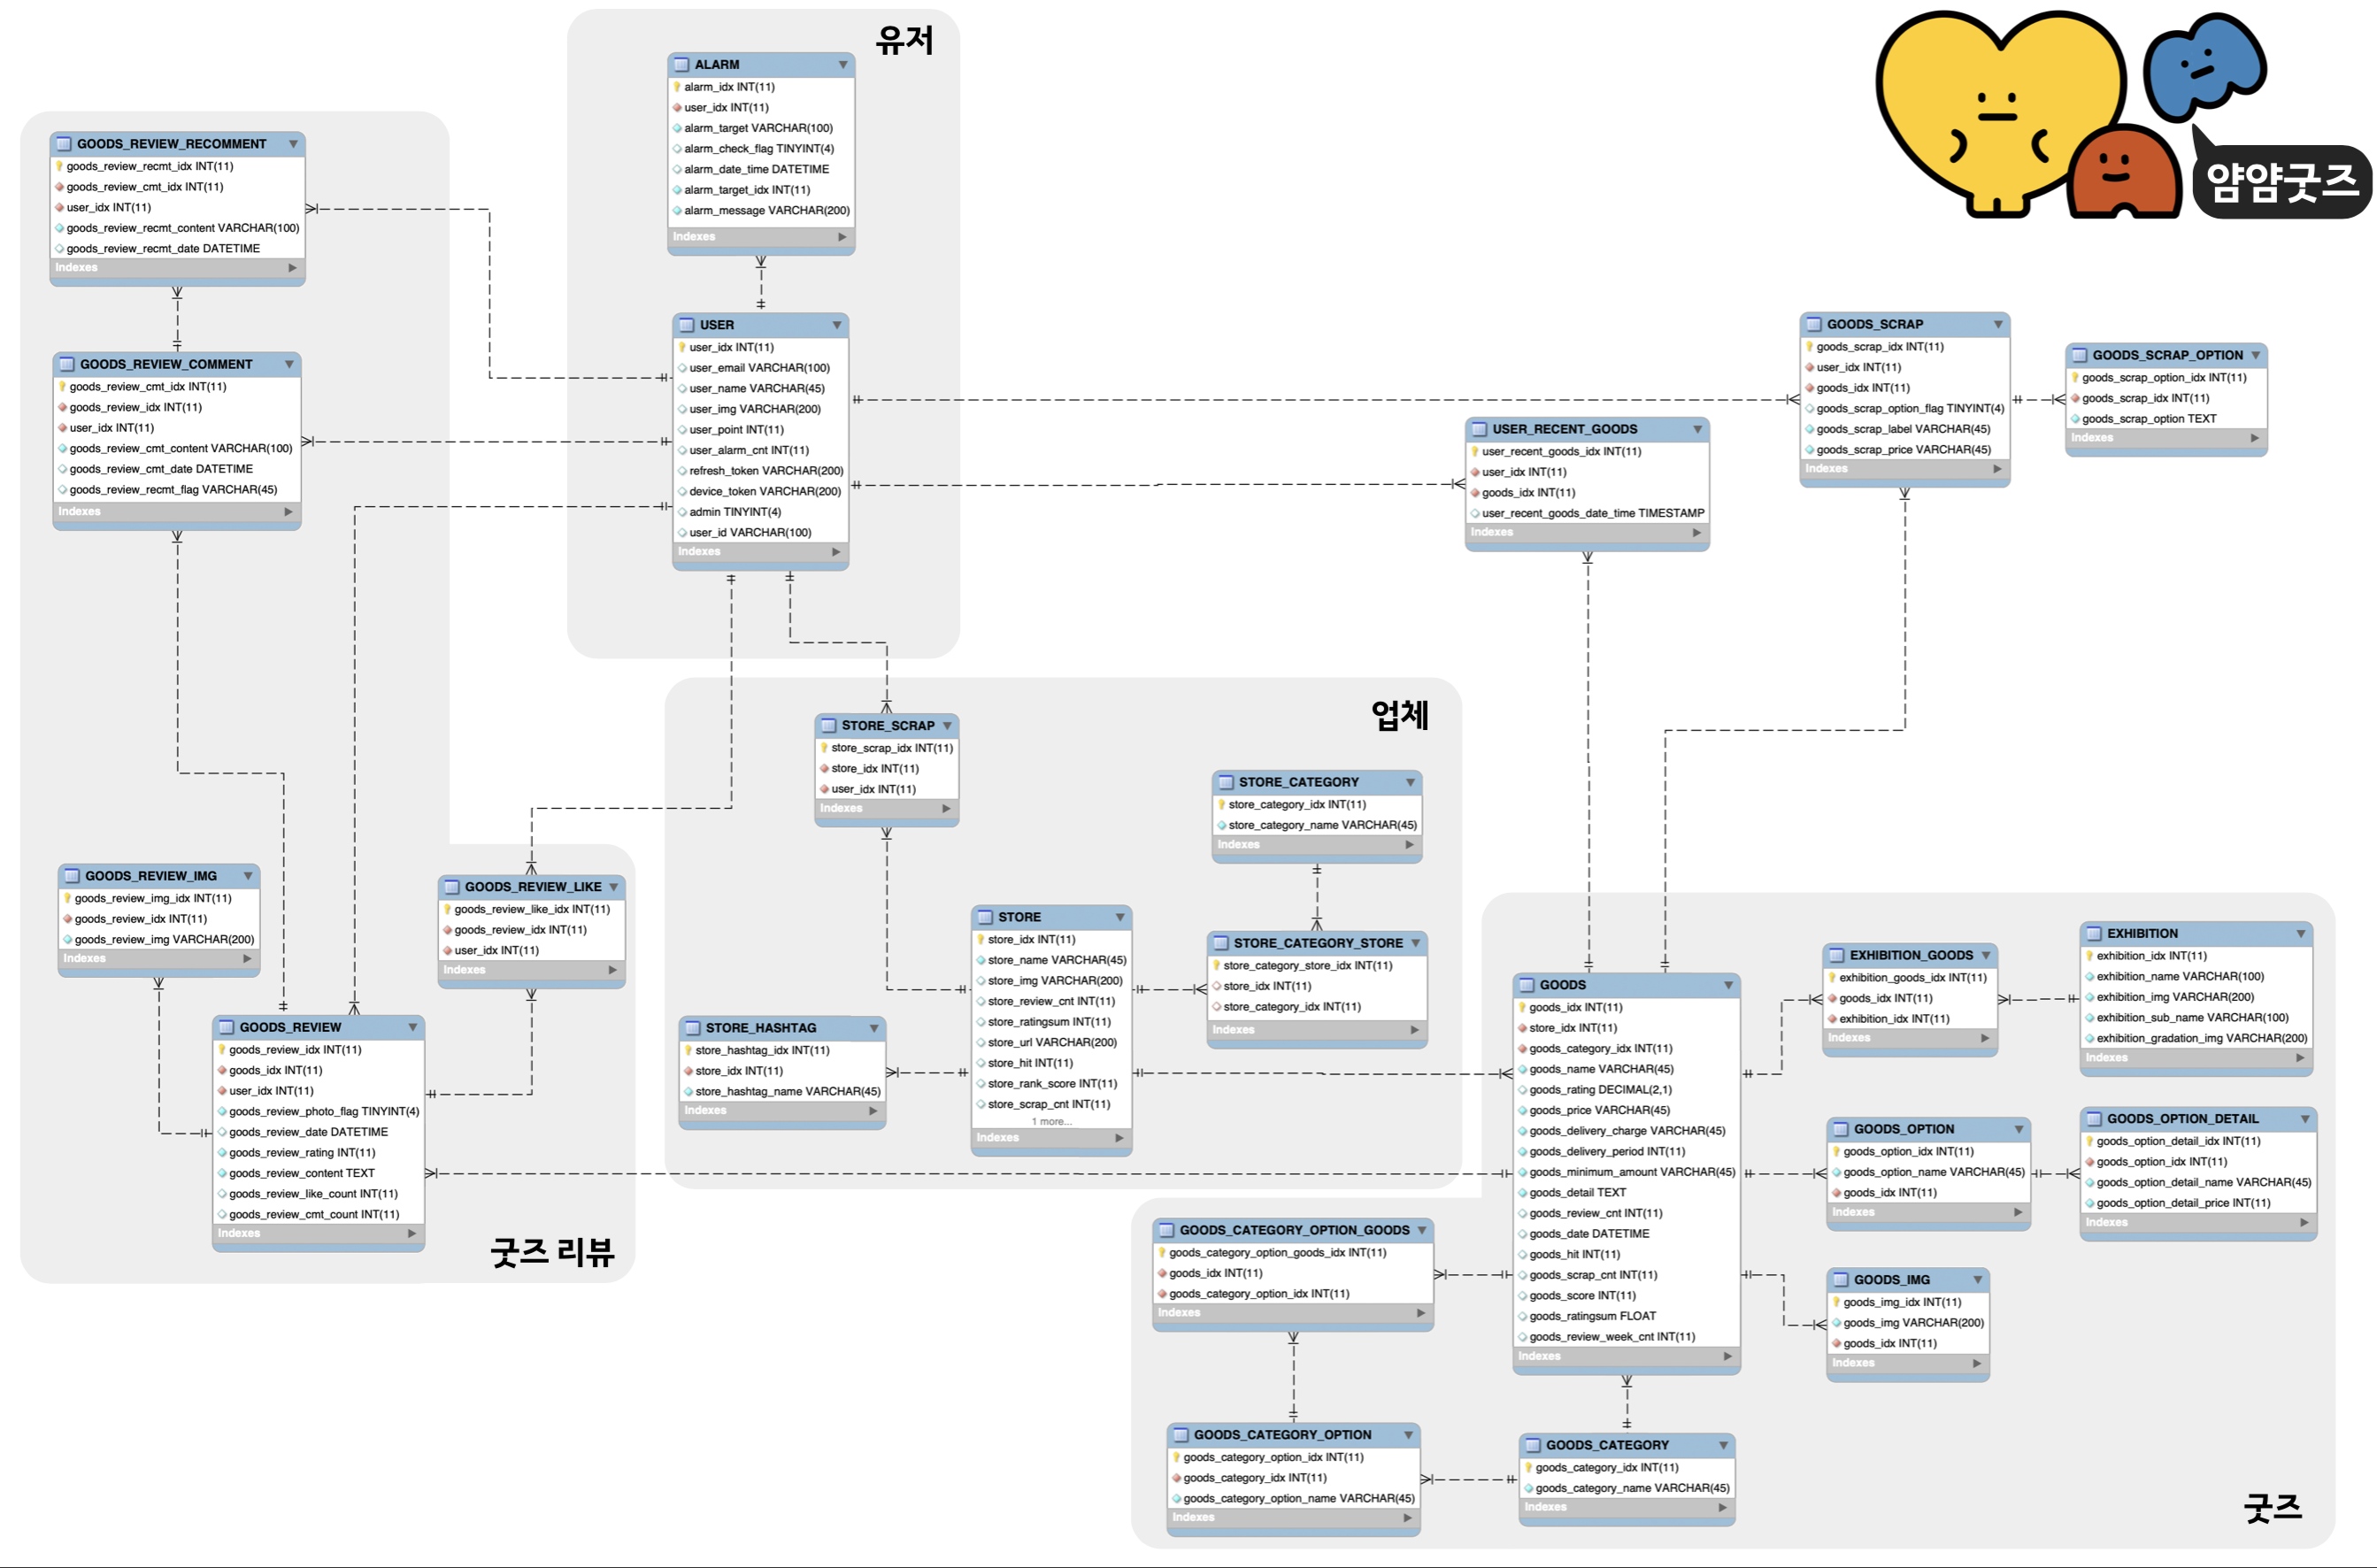 유저
ALARM
alarm_idx INT(11)
user_idx INT(11)
alarm_target VARCHAR(100)
alarm_check_flag TINYINT(4)
alarm_date_time DATETIME
alarm_target_idx INT(11)
alarm_message VARCHAR(200)
Indexes
얌얌굿즈
GOODS_REVIEW_RECOMMENT
goods_review_recmt_idx INT(11)
goods_review_cmt_idx INT(11)
user_idx INT(11)
goods_review_recmt_content VARCHAR(100)
goods_review_recmt_date DATETIME
Indexes
USER
user_idx INT(11)
user_email VARCHAR(100)
user_name VARCHAR(45)
user_img VARCHAR(200)
user_point INT(11)
user_alarm_cnt INT(11)
refresh_token VARCHAR(200)
device_token VARCHAR(200)
admin TINYINT(4)
user_id VARCHAR(100)
Indexes
GOODS_REVIEW_COMMENT
goods_review_cmt_idx INT(11)
goods_review_idx INT(11)
user_idx INT(11)
goods_review_cmt_content VARCHAR(100)
goods_review_cmt_date DATETIME
goods_review_recmt_flag VARCHAR(45)
Indexes
GOODS_SCRAP
goods_scrap_idx INT(11)
user_idx INT(11)
goods_idx INT(11)
goods_scrap_option_flag TINYINT(4)
goods_scrap_label VARCHAR(45)
goods_scrap_price VARCHAR(45)
Indexes
GOODS_SCRAP_OPTION
goods_scrap_option_idx INT(11)
goods_scrap_idx INT(11)
goods_scrap_option TEXT
Indexes
USER_RECENT_GOODS
user_recent_goods_idx INT(11)
user_idx INT(11)
goods_idx INT(11)
user_recent_goods_date_time TIMESTAMP
Indexes
업체
STORE_SCRAP
store_scrap_idx INT(11)
store_idx INT(11)
user_idx INT(11)
Indexes
STORE_CATEGORY
store_category_idx INT(11)
store_category_name VARCHAR(45)
Indexes
GOODS_REVIEW_IMG
goods_review_img_idx INT(11)
goods_review_idx INT(11)
goods_review_img VARCHAR(200)
Indexes
GOODS_REVIEW_LIKE
goods_review_like_idx INT(11)
goods_review_idx INT(11)
user_idx INT(11)
Indexes
STORE
store_idx INT(11)
store_name VARCHAR(45)
store_img VARCHAR(200)
store_review_cnt INT(11)
store_ratingsum INT(11)
store_url VARCHAR(200)
store_hit INT(11)
store_rank_score INT(11)
store_scrap_cnt INT(11)
1 more...
Indexes
STORE_CATEGORY_STORE
store_category_store_idx INT(11)
store_idx INT(11)
store_category_idx INT(11)
Indexes
STORE_HASHTAG
store_hashtag_idx INT(11)
store_idx INT(11)
store_hashtag_name VARCHAR(45)
Indexes
GOODS_REVIEW
goods_review_idx INT(11)
goods_idx INT(11)
user_idx INT(11)
goods_review_photo_flag TINYINT(4)
goods_review_date DATETIME
goods_review_rating INT(11)
goods_review_content TEXT
goods_review_like_count INT(11)
goods_review_cmt_count INT(11)
Indexes
굿즈 리뷰
GOODS
goods_idx INT(11)
store_idx INT(11)
goods_category_idx INT(11)
goods_name VARCHAR(45)
goods_rating DECIMAL(2,1)
goods_price VARCHAR(45)
goods_delivery_charge VARCHAR(45)
goods_delivery_period INT(11)
goods_minimum_amount VARCHAR(45)
goods_detail TEXT
goods_review_cnt INT(11)
goods_date DATETIME
goods_hit INT(11)
goods_scrap_cnt INT(11)
goods_score INT(11)
goods_ratingsum FLOAT
goods_review_week_cnt INT(11)
Indexes
EXHIBITION_GOODS
exhibition_goods_idx INT(11)
goods_idx INT(11)
exhibition_idx INT(11)
Indexes
EXHIBITION
exhibition_idx INT(11)
exhibition_name VARCHAR(100)
exhibition_img VARCHAR(200)
exhibition_sub_name VARCHAR(100)
exhibition_gradation_img VARCHAR(200)
Indexes
GOODS_OPTION
goods_option_idx INT(11)
goods_option_name VARCHAR(45)
goods_idx INT(11)
Indexes
GOODS_OPTION_DETAIL
goods_option_detail_idx INT(11)
goods_option_idx INT(11)
goods_option_detail_name VARCHAR(45)
goods_option_detail_price INT(11)
Indexes
GOODS_CATEGORY_OPTION_GOODS
goods_category_option_goods_idx INT(11)
goods_idx INT(11)
goods_category_option_idx INT(11)
Indexes
GOODS_IMG
goods_img_idx INT(11)
goods_img VARCHAR(200)
goods_idx INT(11)
Indexes
GOODS_CATEGORY_OPTION
goods_category_option_idx INT(11)
goods_category_idx INT(11)
goods_category_option_name VARCHAR(45)
Indexes
GOODS_CATEGORY
goods_category_idx INT(11)
goods_category_name VARCHAR(45)
Indexes
굿즈